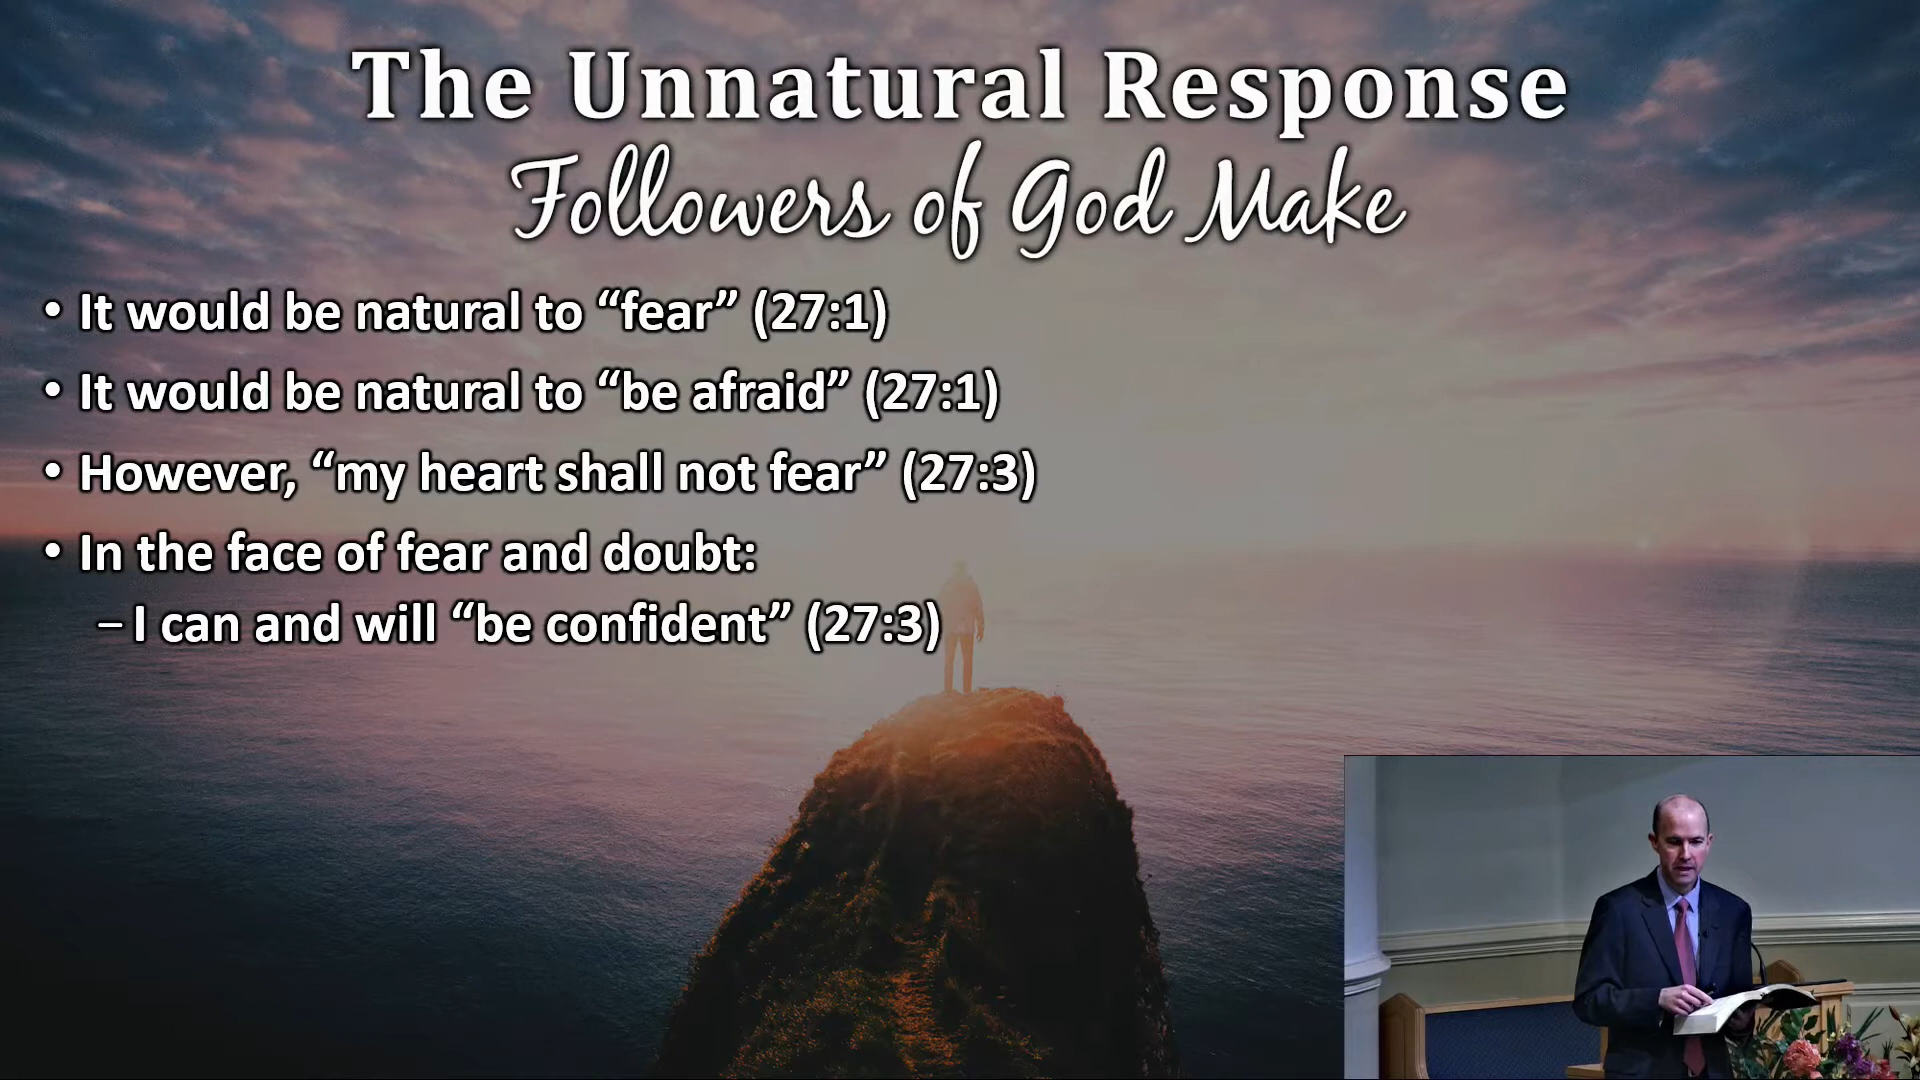 The Unnatural Response
Followers of God Make
• It would be natural to “fear” (27:1)
• It would be natural to “be afraid” (27:1)
• However, “my heart shall not fear” (27:3)
• In the face of fear and doubt:
– I can and will “be confident” (27:3)